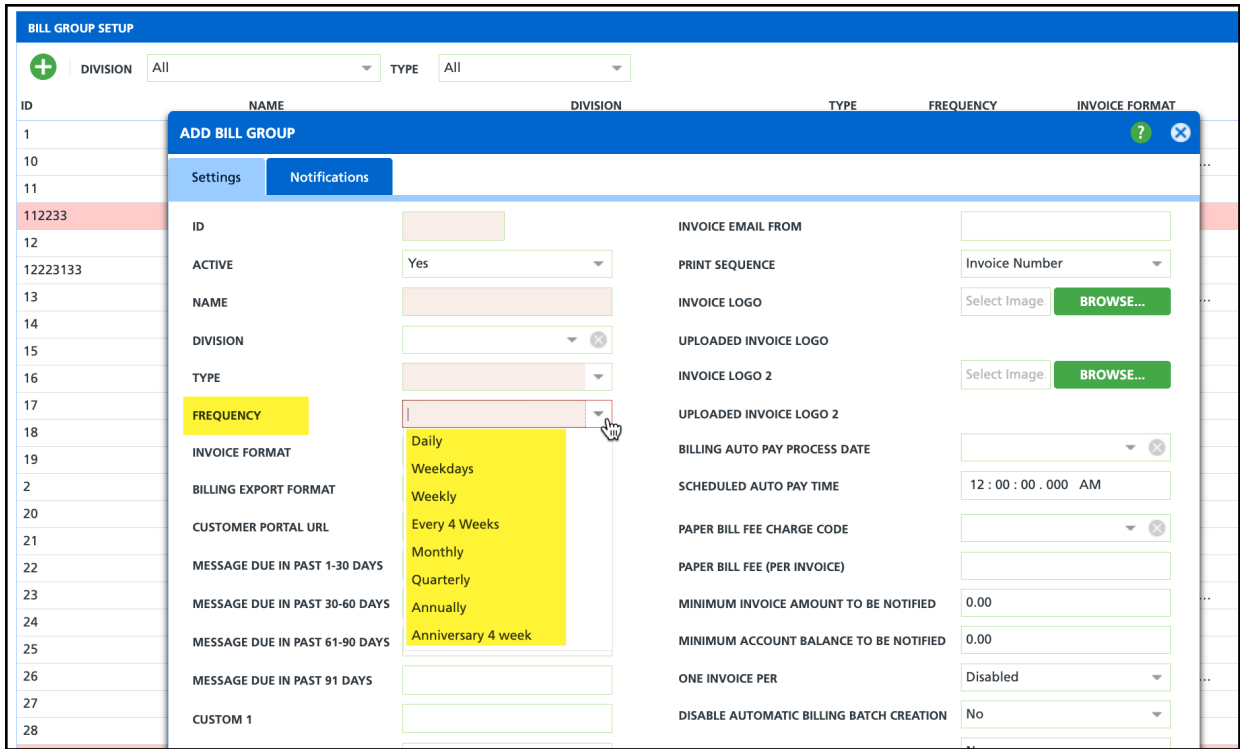 BILL GROUP SETUP
DIVISION All TYPE All
ID NAME DIVISION TYPE FREQUENCY INVOICE FORMAT
1
10
11
112233
12
12223133
13
14
15
16
17
18
19
2
20
21
22
23
24
25
26
27
28
ADD BILL GROUP ?
Settings Notifications
ID
ACTIVE Yes
NAME
DIVISION
TYPE
FREQUENCY
Daily
Weekdays
Weekly
Every 4 Weeks
Monthly
Quarterly
Annually
Anniversary 4 week
INVOICE FORMAT
BILLING EXPORT FORMAT
CUSTOMER PORTAL URL
MESSAGE DUE IN PAST 1-30 DAYS
MESSAGE DUE IN PAST 30-60 DAYS
MESSAGE DUE IN PAST 61-90 DAYS
MESSAGE DUE IN PAST 91 DAYS
CUSTOM 1
INVOICE EMAIL FROM
PRINT SEQUENCE Invoice Number
INVOICE LOGO Select Image. BROWSE...
UPLOADED INVOICE LOGO
INVOICE LOGO 2 Select Image. BROWSE...
UPLOADED INVOICE LOGO 2
BILLING AUTO PAY PROCESS DATE
SCHEDULED AUTO PAY TIME 12 : 00 : 00 . 000 AM
PAPER BILL FEE CHARGE CODE
PAPER BILL FEE (PER INVOICE)
MINIMUM INVOICE AMOUNT TO BE NOTIFIED 0.00
MINIMUM ACCOUNT BALANCE TO BE NOTIFIED 0.00
ONE INVOICE PER Disabled
DISABLE AUTOMATIC BILLING BATCH CREATION No